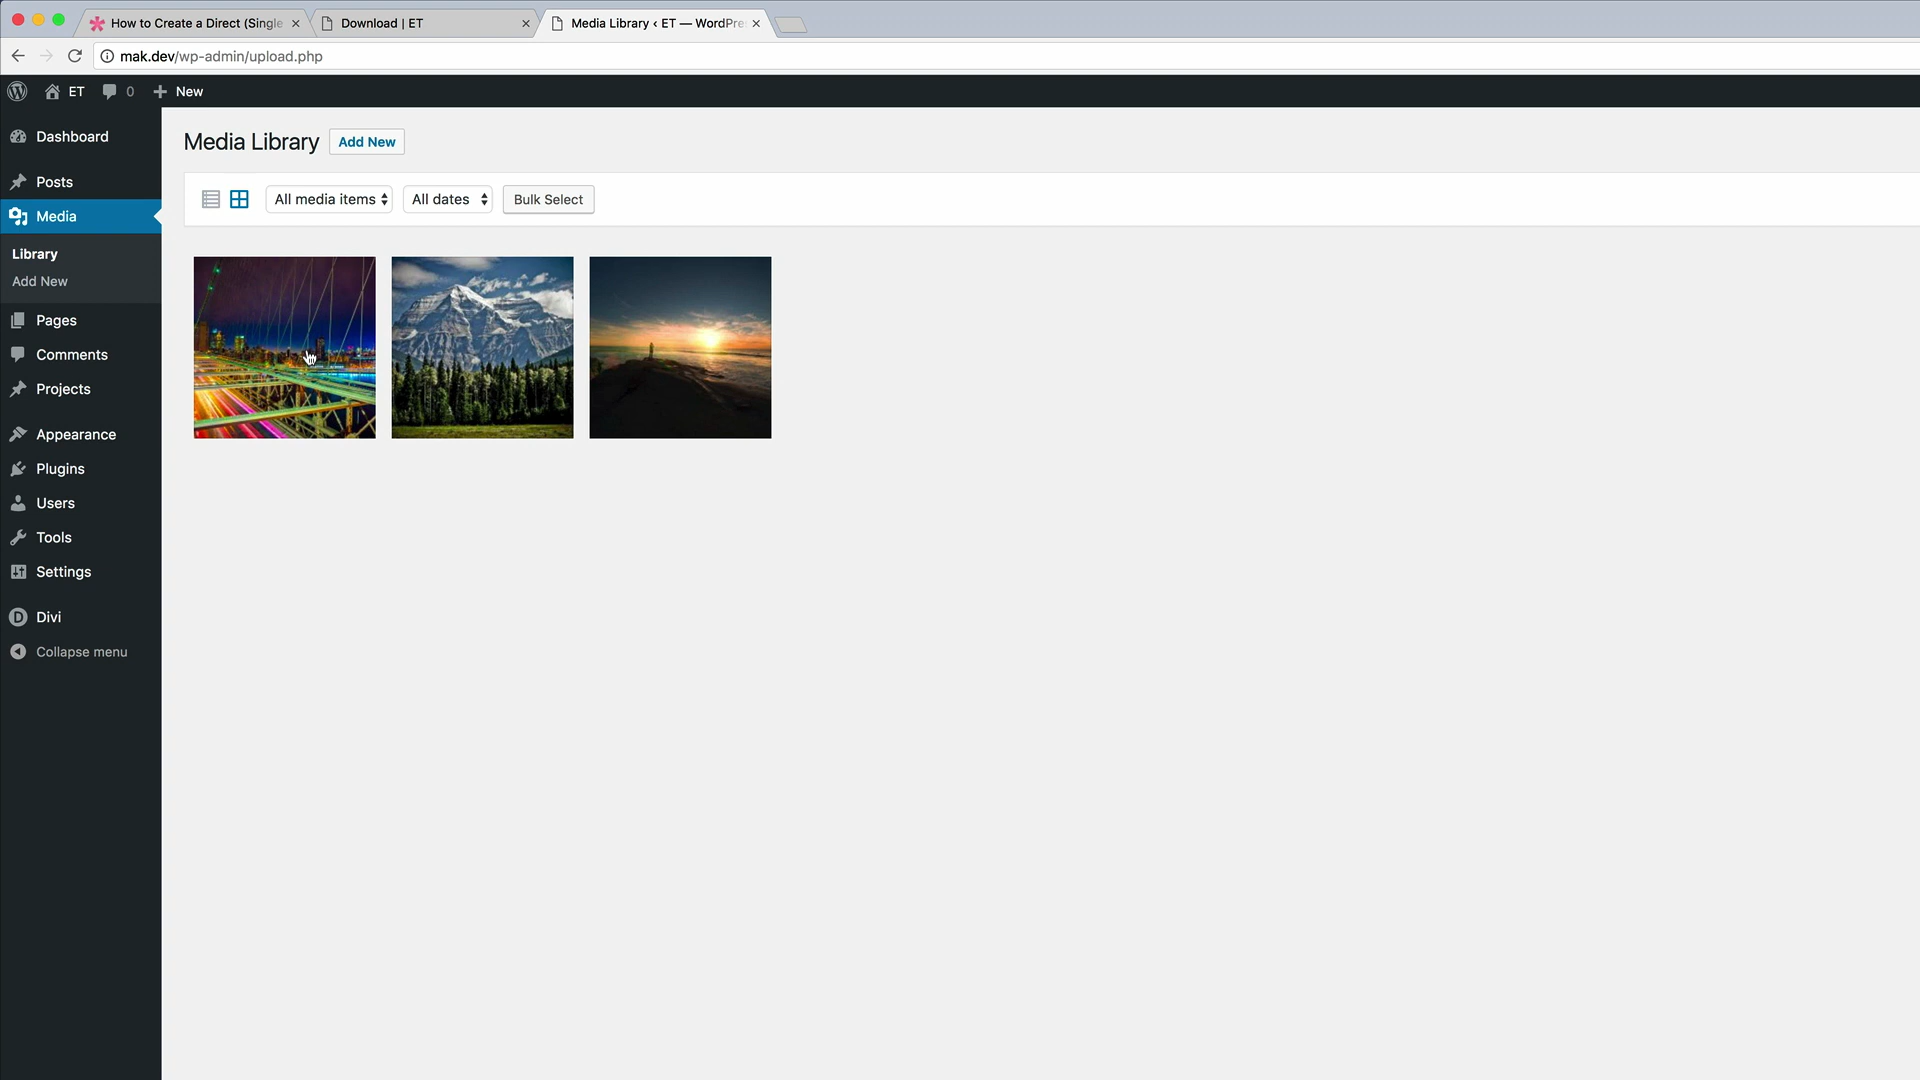 How to Create a Direct (Single
Download | ET
Media Library ‹ ET — WordPre
mak.dev/wp-admin/upload.php
ET
0
New
Dashboard
Posts
Media
Library
Add New
Pages
Comments
Projects
Appearance
Plugins
Users
Tools
Settings
Divi
Collapse menu
Media Library
Add New
All media items
All dates
Bulk Select